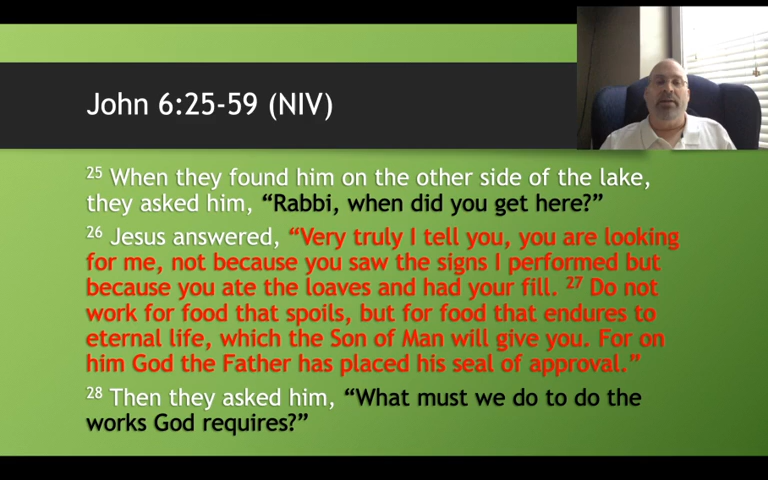 John 6:25-59 (NIV)
25 When they found him on the other side of the lake,
they asked him, “Rabbi, when did you get here?”
26 Jesus answered, “Very truly I tell you, you are looking
for me, not because you saw the signs I performed but
because you ate the loaves and had your fill. 27 Do not
work for food that spoils, but for food that endures to
eternal life, which the Son of Man will give you. For on
him God the Father has placed his seal of approval.”
28 Then they asked him, “What must we do to do the
works God requires?”